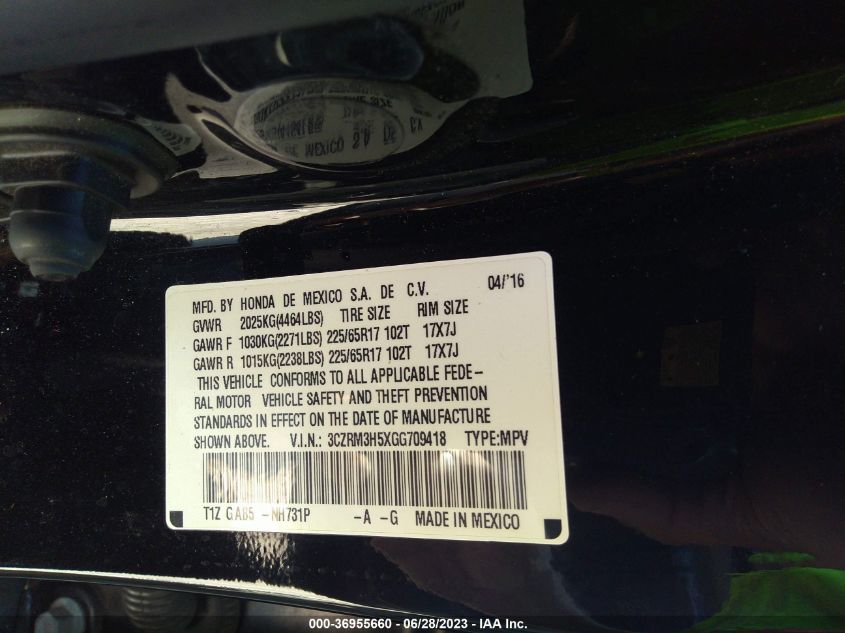 MFD. BY HONDA DE MEXICO S.A. DE C.V. 04/'16
GVWR 2025KG(4464LBS) TIRE SIZE RIM SIZE
GAWR F 1030KG(2271LBS) 225/65R17 102T 17X7J
GAWR R 1015KG(2238LBS) 225/65R17 102T 17X7J
THIS VEHICLE CONFORMS TO ALL APPLICABLE FEDE-
RAL MOTOR VEHICLE SAFETY AND THEFT PREVENTION
STANDARDS IN EFFECT ON THE DATE OF MANUFACTURE
SHOWN ABOVE. V.I.N.: 3CZRM3H5XGG709418 TYPE:MPV
T1Z GAB5 -NH731P -A -G MADE IN MEXICO
000-36955660 - 06/28/2023 - IAA Inc.